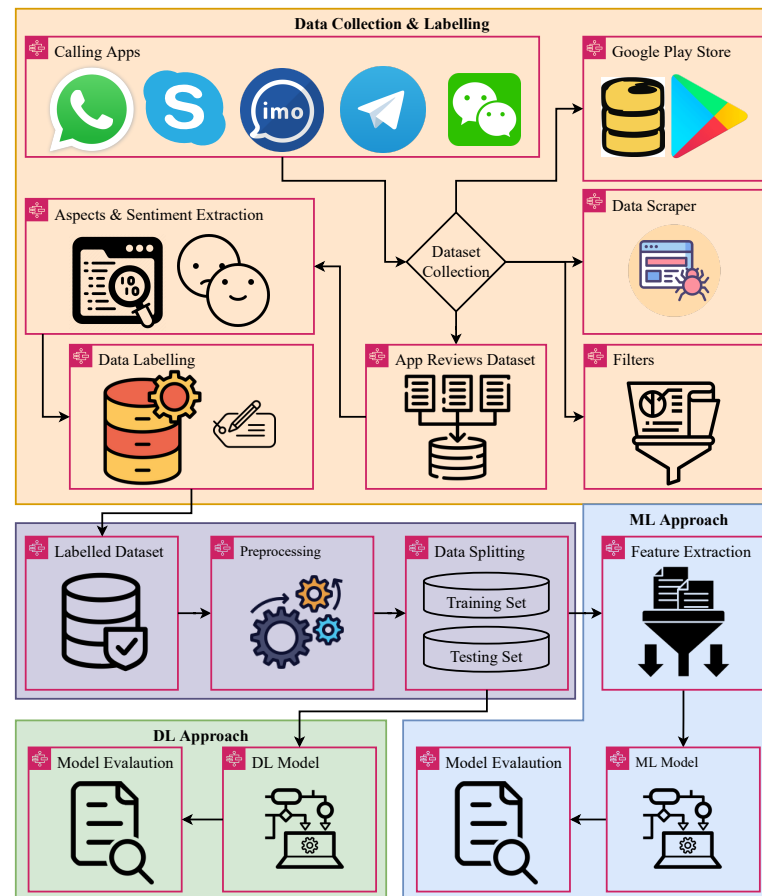 Data Collection & Labelling
Calling Apps
imo
Google Play Store
Aspects & Sentiment Extraction
10
10
Dataset
Collection
Data Scraper
Data Labelling
App Reviews Dataset
Filters
ML Approach
Labelled Dataset
Preprocessing
Data Splitting
Training Set
Testing Set
Feature Extraction
DL Approach
Model Evalaution
DL Model
Model Evalaution
ML Model